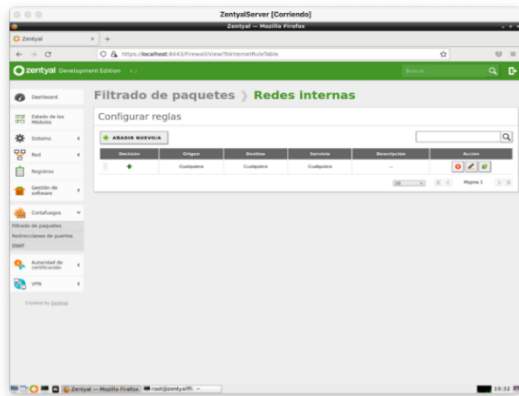 ZentyalServer [Corriendo]
Zentyal — Mozilla Firefox
Zentyal
https://localhost:8443/Firewall/View/ToInternetRuleTable
zentyal Development Edition
Buscar...
Dashboard
Estado de los
Módulos
Sistema
Red
Registros
Gestión de
software
Cortafuegos
Filtrado de paquetes
Redirecciones de puertos
SNAT
Autoridad de
certificación
VPN
Created by Zentyal
Filtrado de paquetes Redes internas
Configurar reglas
AÑADIR NUEVO/A
Decisión Origen Destino Servicio Descripción Acción
Cualquiera Cualquiera Cualquiera --
10 Página 1
Zentyal — Mozilla Firefox
19:32